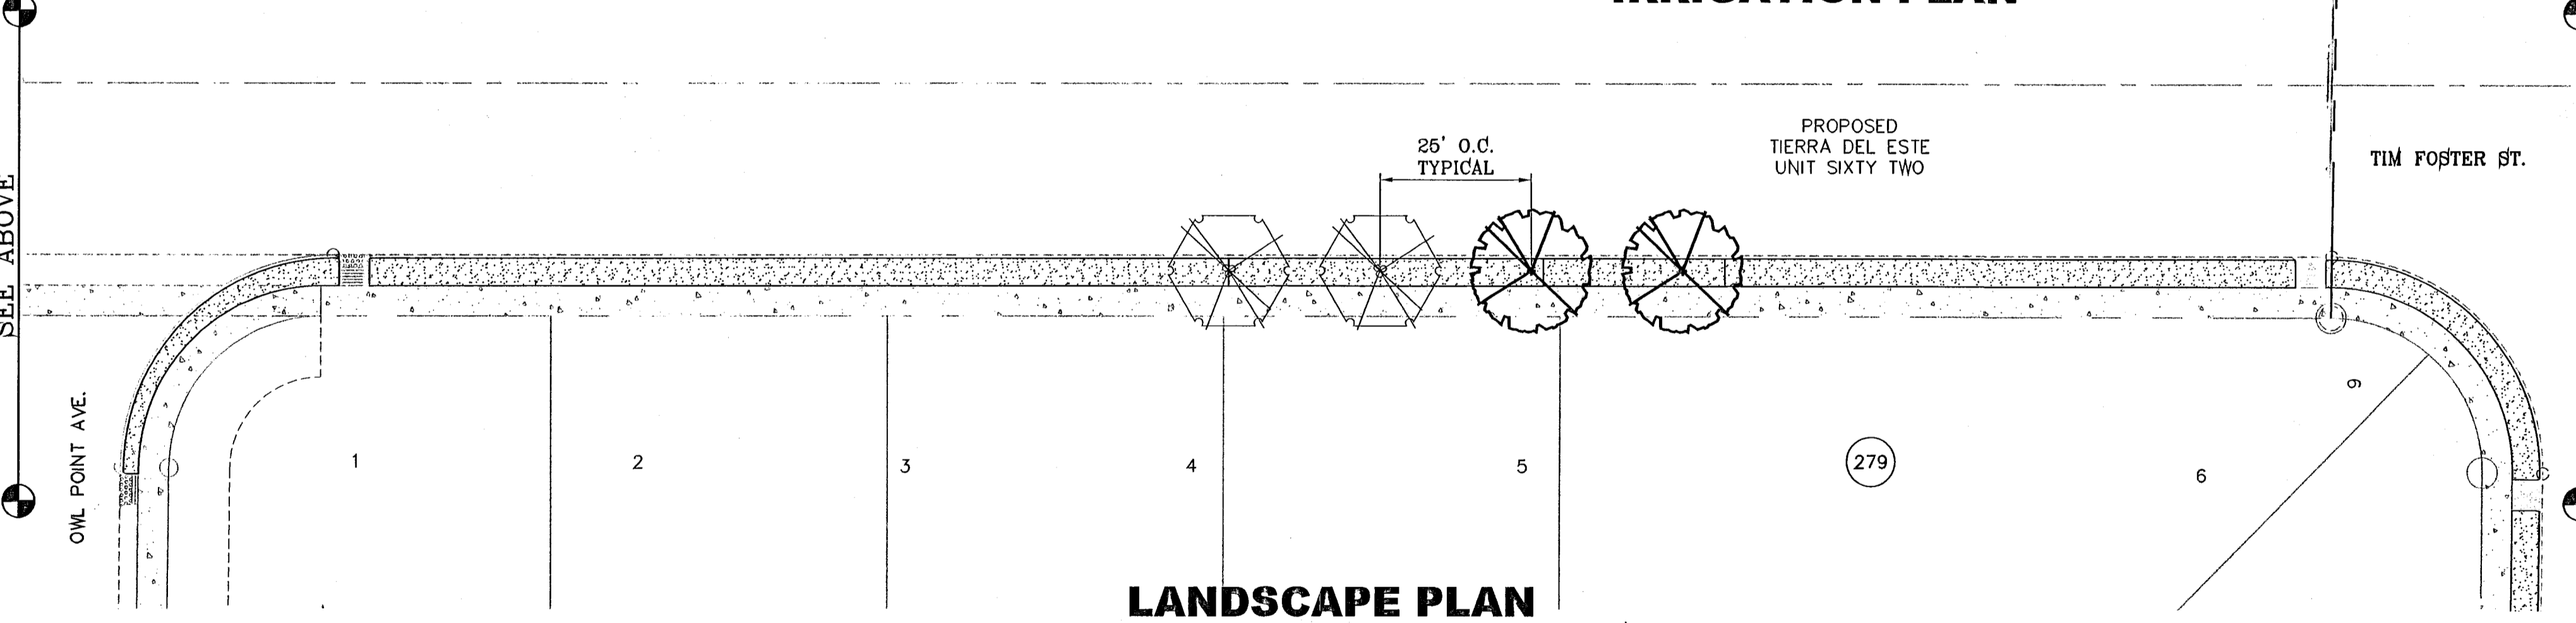 IRRIGATION PLAN
SEE ABOVE
25' O.C.
TYPICAL
PROPOSED
TIERRA DEL ESTE
UNIT SIXTY TWO
TIM FOSTER ST.
OWL POINT AVE.
1
2
3
4
5
279
6
9
LANDSCAPE PLAN